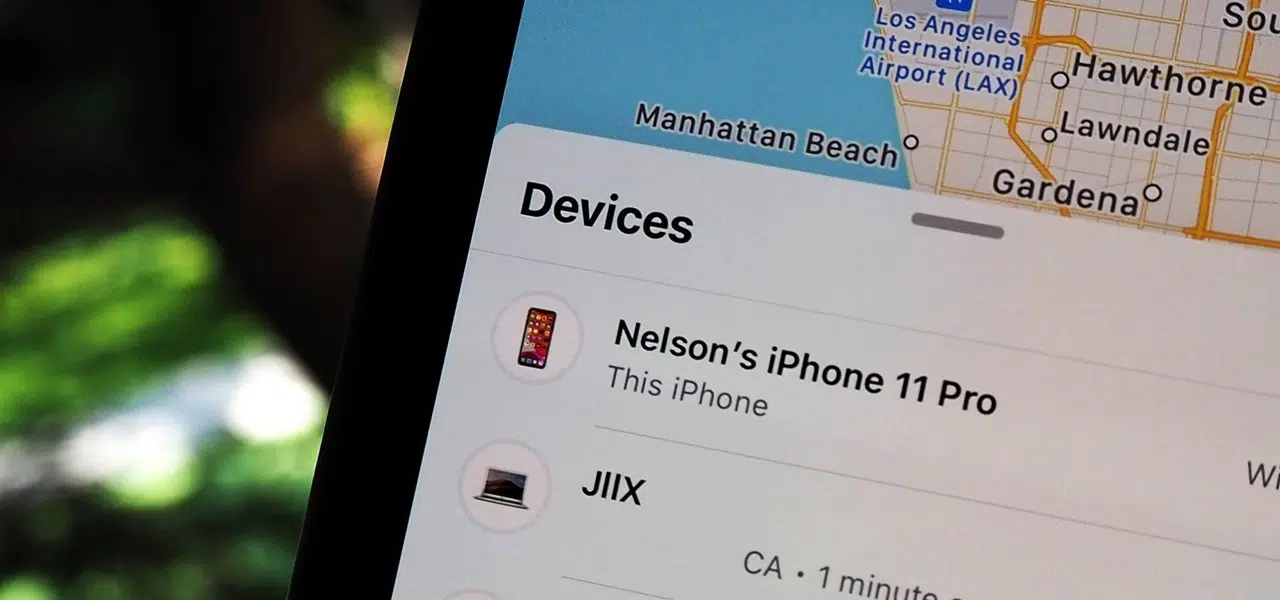 Los Angeles
International
Airport (LAX)
Hawthorne
Manhattan Beach
Lawndale
Gardena
Devices
Nelson’s iPhone 11 Pro
This iPhone
JIIX
CA • 1 minute